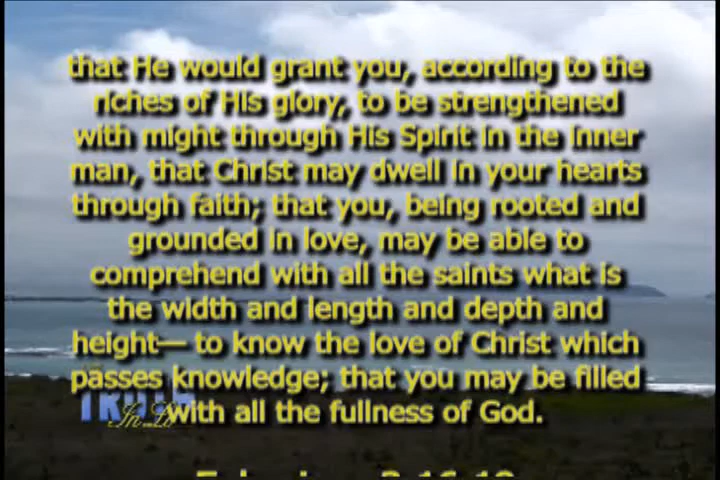 that He would grant you, according to the
riches of His glory, to be strengthened
with might through His Spirit in the inner
man, that Christ may dwell in your hearts
through faith; that you, being rooted and
grounded in love, may be able to
comprehend with all the saints what is
the width and length and depth and
height— to know the love of Christ which
passes knowledge; that you may be filled
with all the fullness of God.